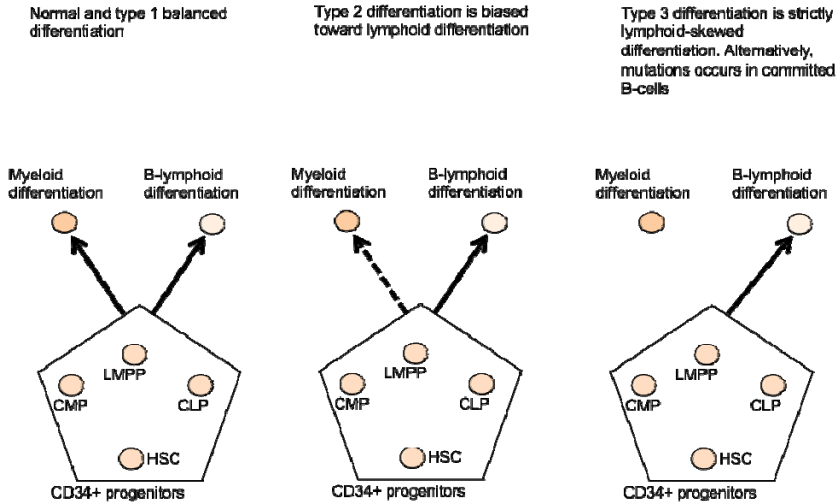 Normal and type 1 balanced
differentiation
Type 2 differentiation is biased
toward lymphoid differentiation
Type 3 differentiation is strictly
lymphoid-skewed
differentiation. Alternatively,
mutations occurs in committed
B-cells
Myeloid
differentiation
B-lymphoid
differentiation
LMPP
CMP
CLP
HSC
CD34+ progenitors
Myeloid
differentiation
B-lymphoid
differentiation
LMPP
CMP
CLP
HSC
CD34+ progenitors
Myeloid
differentiation
B-lymphoid
differentiation
LMPP
CMP
CLP
HSC
CD34+ progenitors